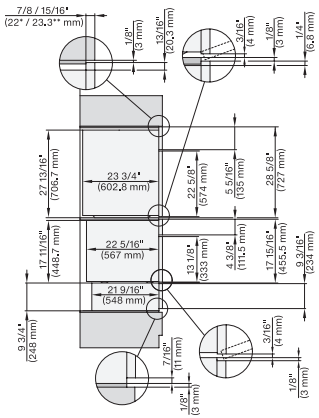 7/8 / 15/16"
(22* / 23.3** mm)
1/8"
(3 mm)
13/16"
(20.3 mm)
3/16"
(4 mm)
1/8"
(3 mm)
1/4"
(6.8 mm)
27 13/16"
(706.7 mm)
23 3/4"
(602.8 mm)
22 5/8"
(574 mm)
5 5/16"
(135 mm)
28 5/8"
(727 mm)
17 11/16"
(448.7 mm)
22 5/16"
(567 mm)
13 1/8"
(333 mm)
4 3/8"
(111.5 mm)
17 15/16"
(455.5 mm)
9 3/16"
(234 mm)
21 9/16"
(548 mm)
9 3/4"
(248 mm)
7/16"
(11 mm)
1/8"
(3 mm)
3/16"
(4 mm)
1/8"
(3 mm)